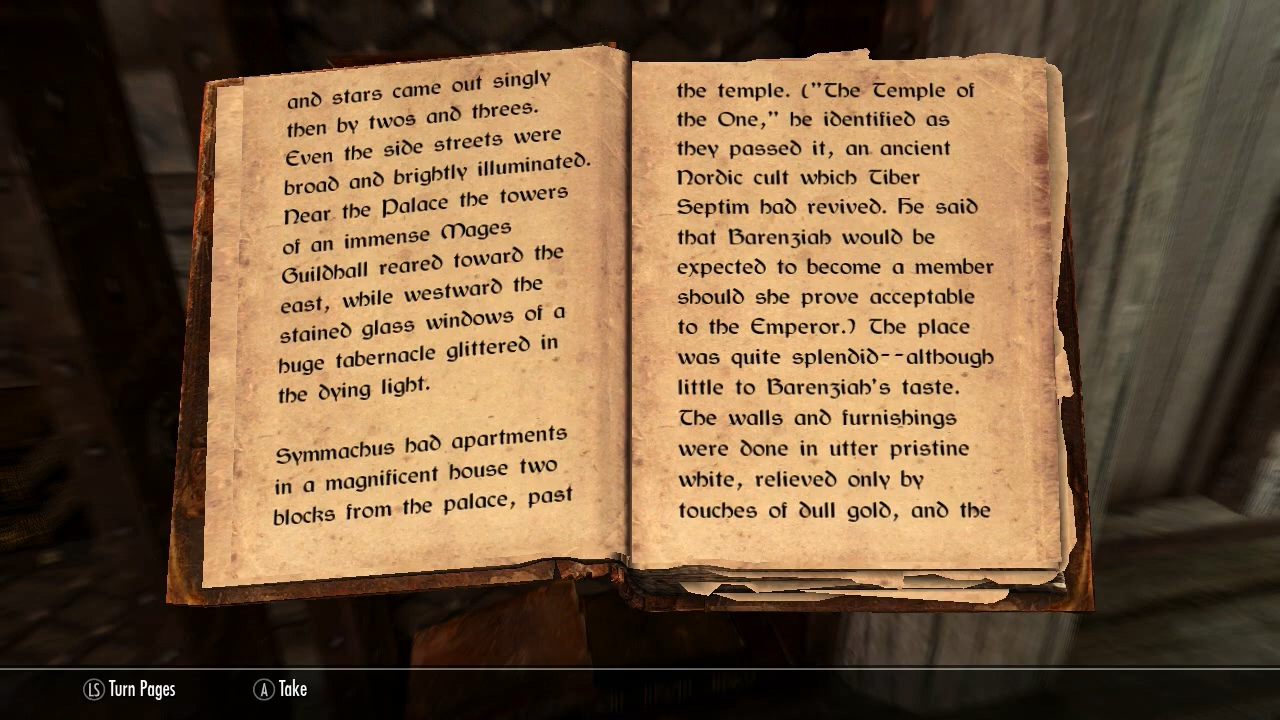 and stars came out singly
then by twos and threes.
Even the side streets were
broad and brightly illuminated.
Near the Palace the towers
of an immense Mages
Guildhall reared toward the
east, while westward the
stained glass windows of a
huge tabernacle glittered in
the dying light.
Symmachus had apartments
in a magnificent house two
blocks from the palace, past
the temple. ("The Temple of
the One," he identified as
they passed it, an ancient
Nordic cult which Tiber
Septim had revived. He said
that Barenziah would be
expected to become a member
should she prove acceptable
to the Emperor.) The place
was quite splendid--although
little to Barenziah's taste.
The walls and furnishings
were done in utter pristine
white, relieved only by
touches of dull gold, and the
LS Turn Pages
A Take